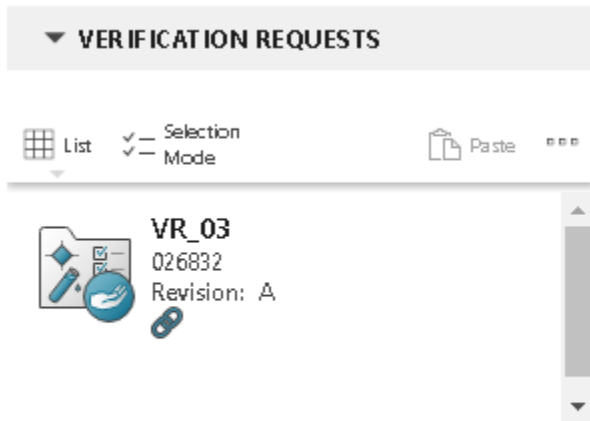 VERIFICATION REQUESTS
List
Selection
Mode
Paste
VR_03
026832
Revision: A